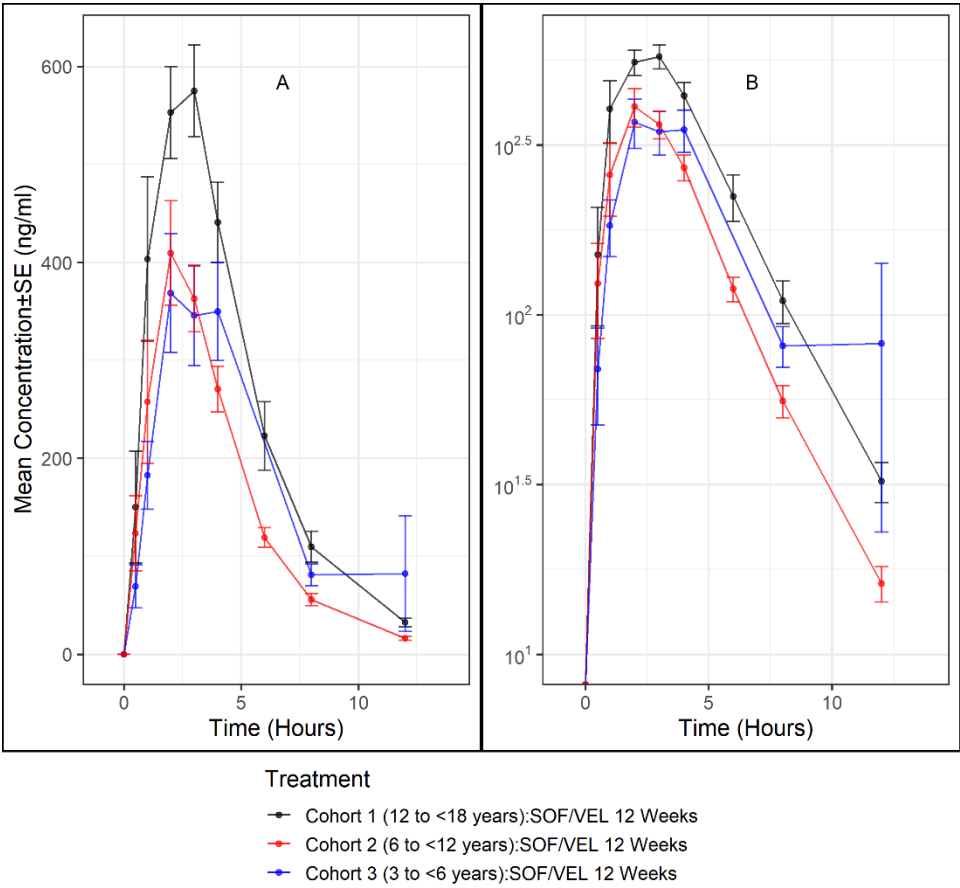 A
B
Mean Concentrations±SE (ng/ml)
600
400
200
0
10^2.5
10^2
10^1.5
10^1
0
5
10
0
5
10
Time (Hours)
Time (Hours)
Treatment
Cohort 1 (12 to <18 years):SOF/VEL 12 Weeks
Cohort 2 (6 to <12 years):SOF/VEL 12 Weeks
Cohort 3 (3 to <6 years):SOF/VEL 12 Weeks